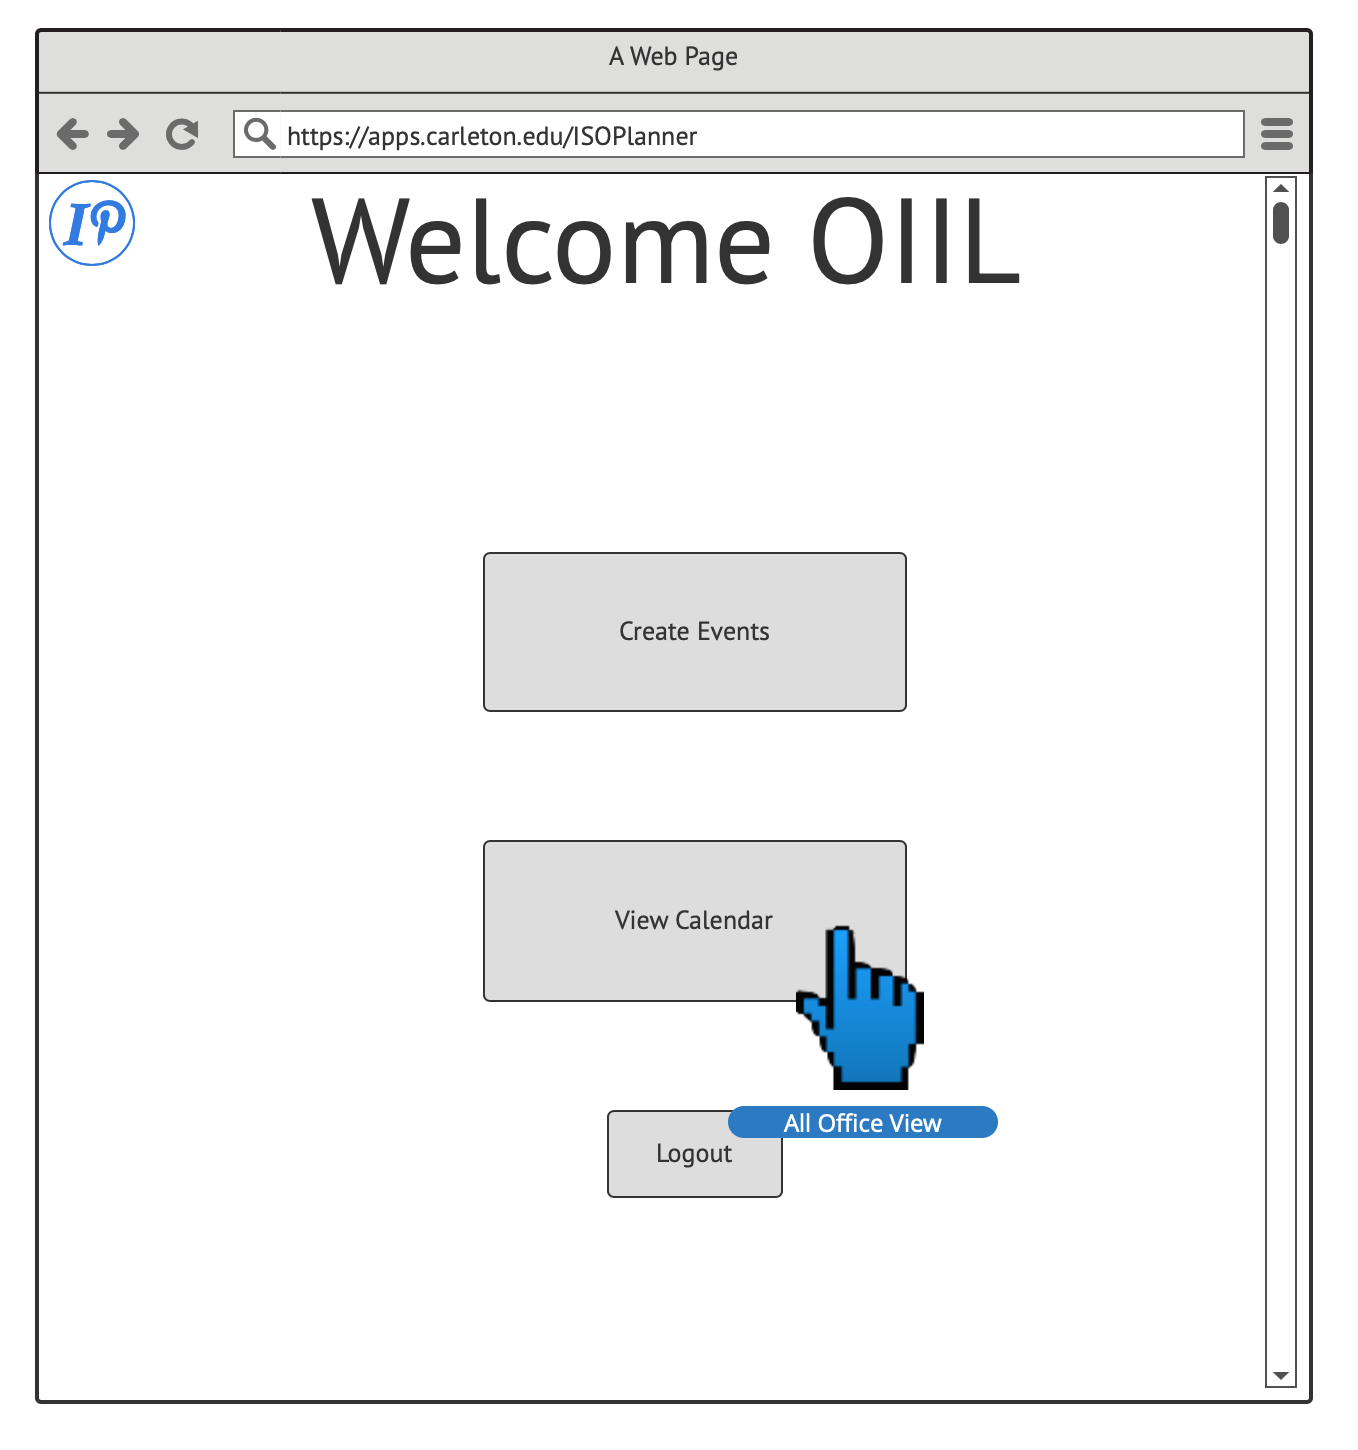 A Web Page
https://apps.carleton.edu/ISOPlanner
IP
Welcome OIIL
Create Events
View Calendar
All Office View
Logout